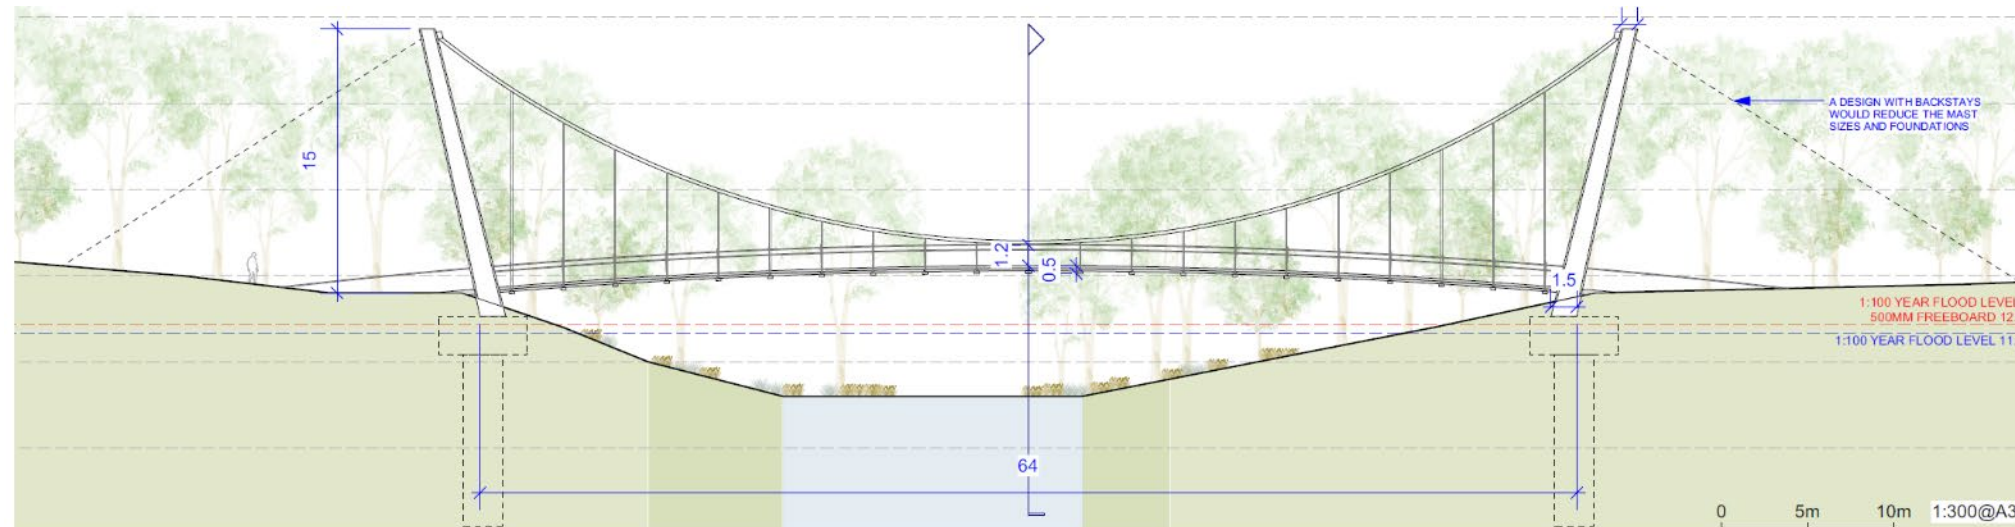 15
1.2
0.5
1.5
64
A DESIGN WITH BACKSTAYS
WOULD REDUCE THE MAST
SIZES AND FOUNDATIONS
1:100 YEAR FLOOD LEVEL
500MM FREEBOARD 12
1:100 YEAR FLOOD LEVEL 11
0 5m 10m 1:300@A3